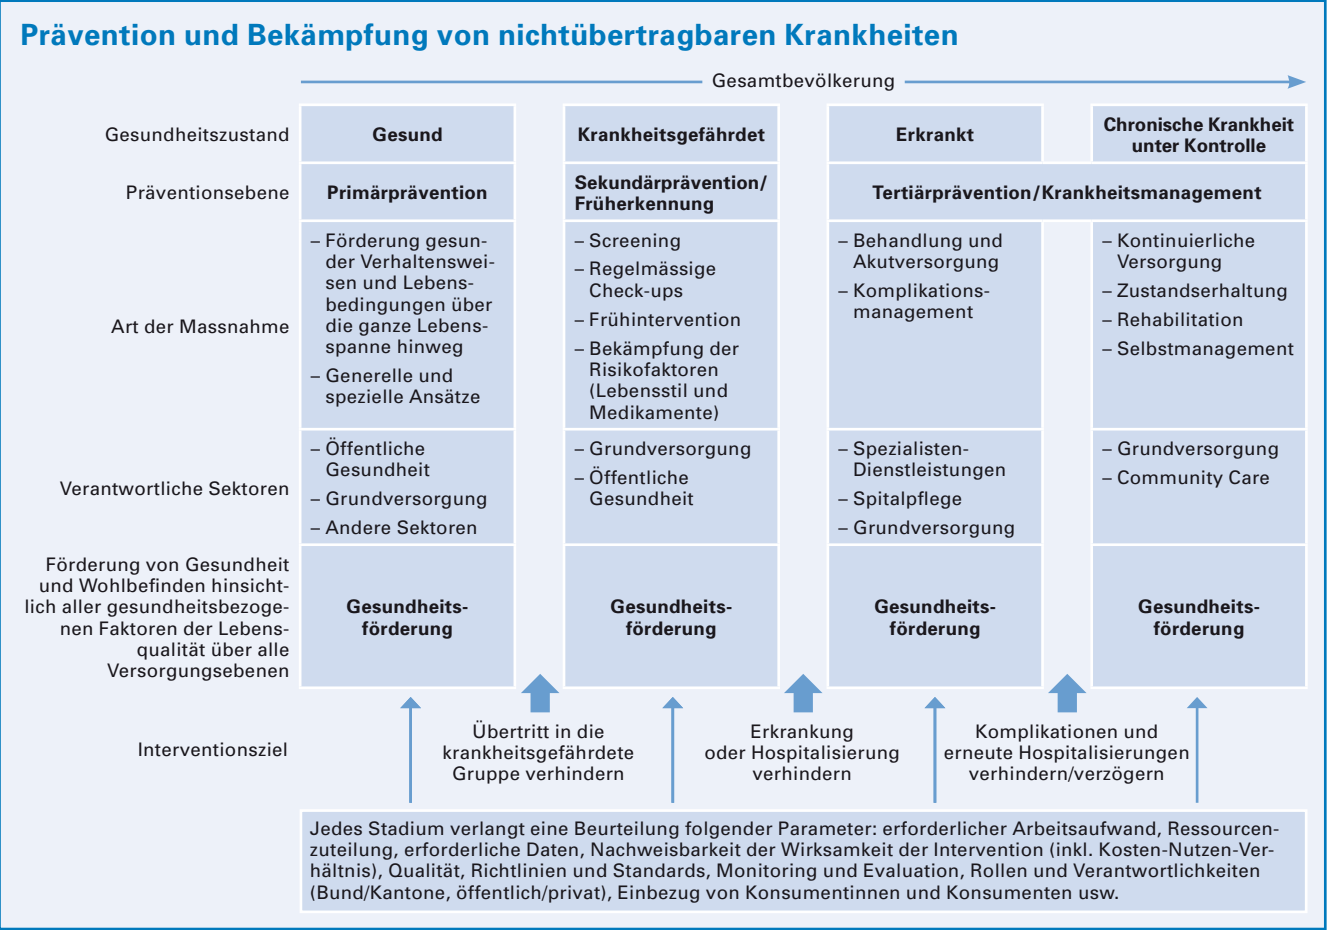 Prävention und Bekämpfung von nichtübertragbaren Krankheiten
Gesamtbevölkerung
Gesundheitszustand
Gesund
Krankheitsgefährdet
Erkrankt
Chronische Krankheit
unter Kontrolle
Präventionsebene
Primärprävention
Sekundärprävention/
Früherkennung
Tertiärprävention/Krankheitsmanagement
Art der Massnahme
– Förderung gesun-
der Verhaltenswei-
sen und Lebens-
bedingungen über
die ganze Lebens-
spanne hinweg
– Generelle und
spezielle Ansätze
– Screening
– Regelmässige
Check-ups
– Frühintervention
– Bekämpfung der
Risikofaktoren
(Lebensstil und
Medikamente)
– Behandlung und
Akutversorgung
– Komplikations-
management
– Kontinuierliche
Versorgung
– Zustandserhaltung
– Rehabilitation
– Selbstmanagement
Verantwortliche Sektoren
– Öffentliche
Gesundheit
– Grundversorgung
– Andere Sektoren
– Grundversorgung
– Öffentliche
Gesundheit
– Spezialisten-
Dienstleistungen
– Spitalpflege
– Grundversorgung
– Grundversorgung
– Community Care
Förderung von Gesundheit
und Wohlbefinden hinsicht-
lich aller gesundheitsbezoge-
nen Faktoren der Lebens-
qualität über alle
Versorgungsebenen
Gesundheits-
förderung
Gesundheits-
förderung
Gesundheits-
förderung
Gesundheits-
förderung
Interventionsziel
Übertritt in die
krankheitsgefährdete
Gruppe verhindern
Erkrankung
oder Hospitalisierung
verhindern
Komplikationen und
erneute Hospitalisierungen
verhindern/verzögern
Jedes Stadium verlangt eine Beurteilung folgender Parameter: erforderlicher Arbeitsaufwand, Ressourcen-
zuteilung, erforderliche Daten, Nachweisbarkeit der Wirksamkeit der Intervention (inkl. Kosten-Nutzen-Ver-
hältnis), Qualität, Richtlinien und Standards, Monitoring und Evaluation, Rollen und Verantwortlichkeiten
(Bund/Kantone, öffentlich/privat), Einbezug von Konsumentinnen und Konsumenten usw.